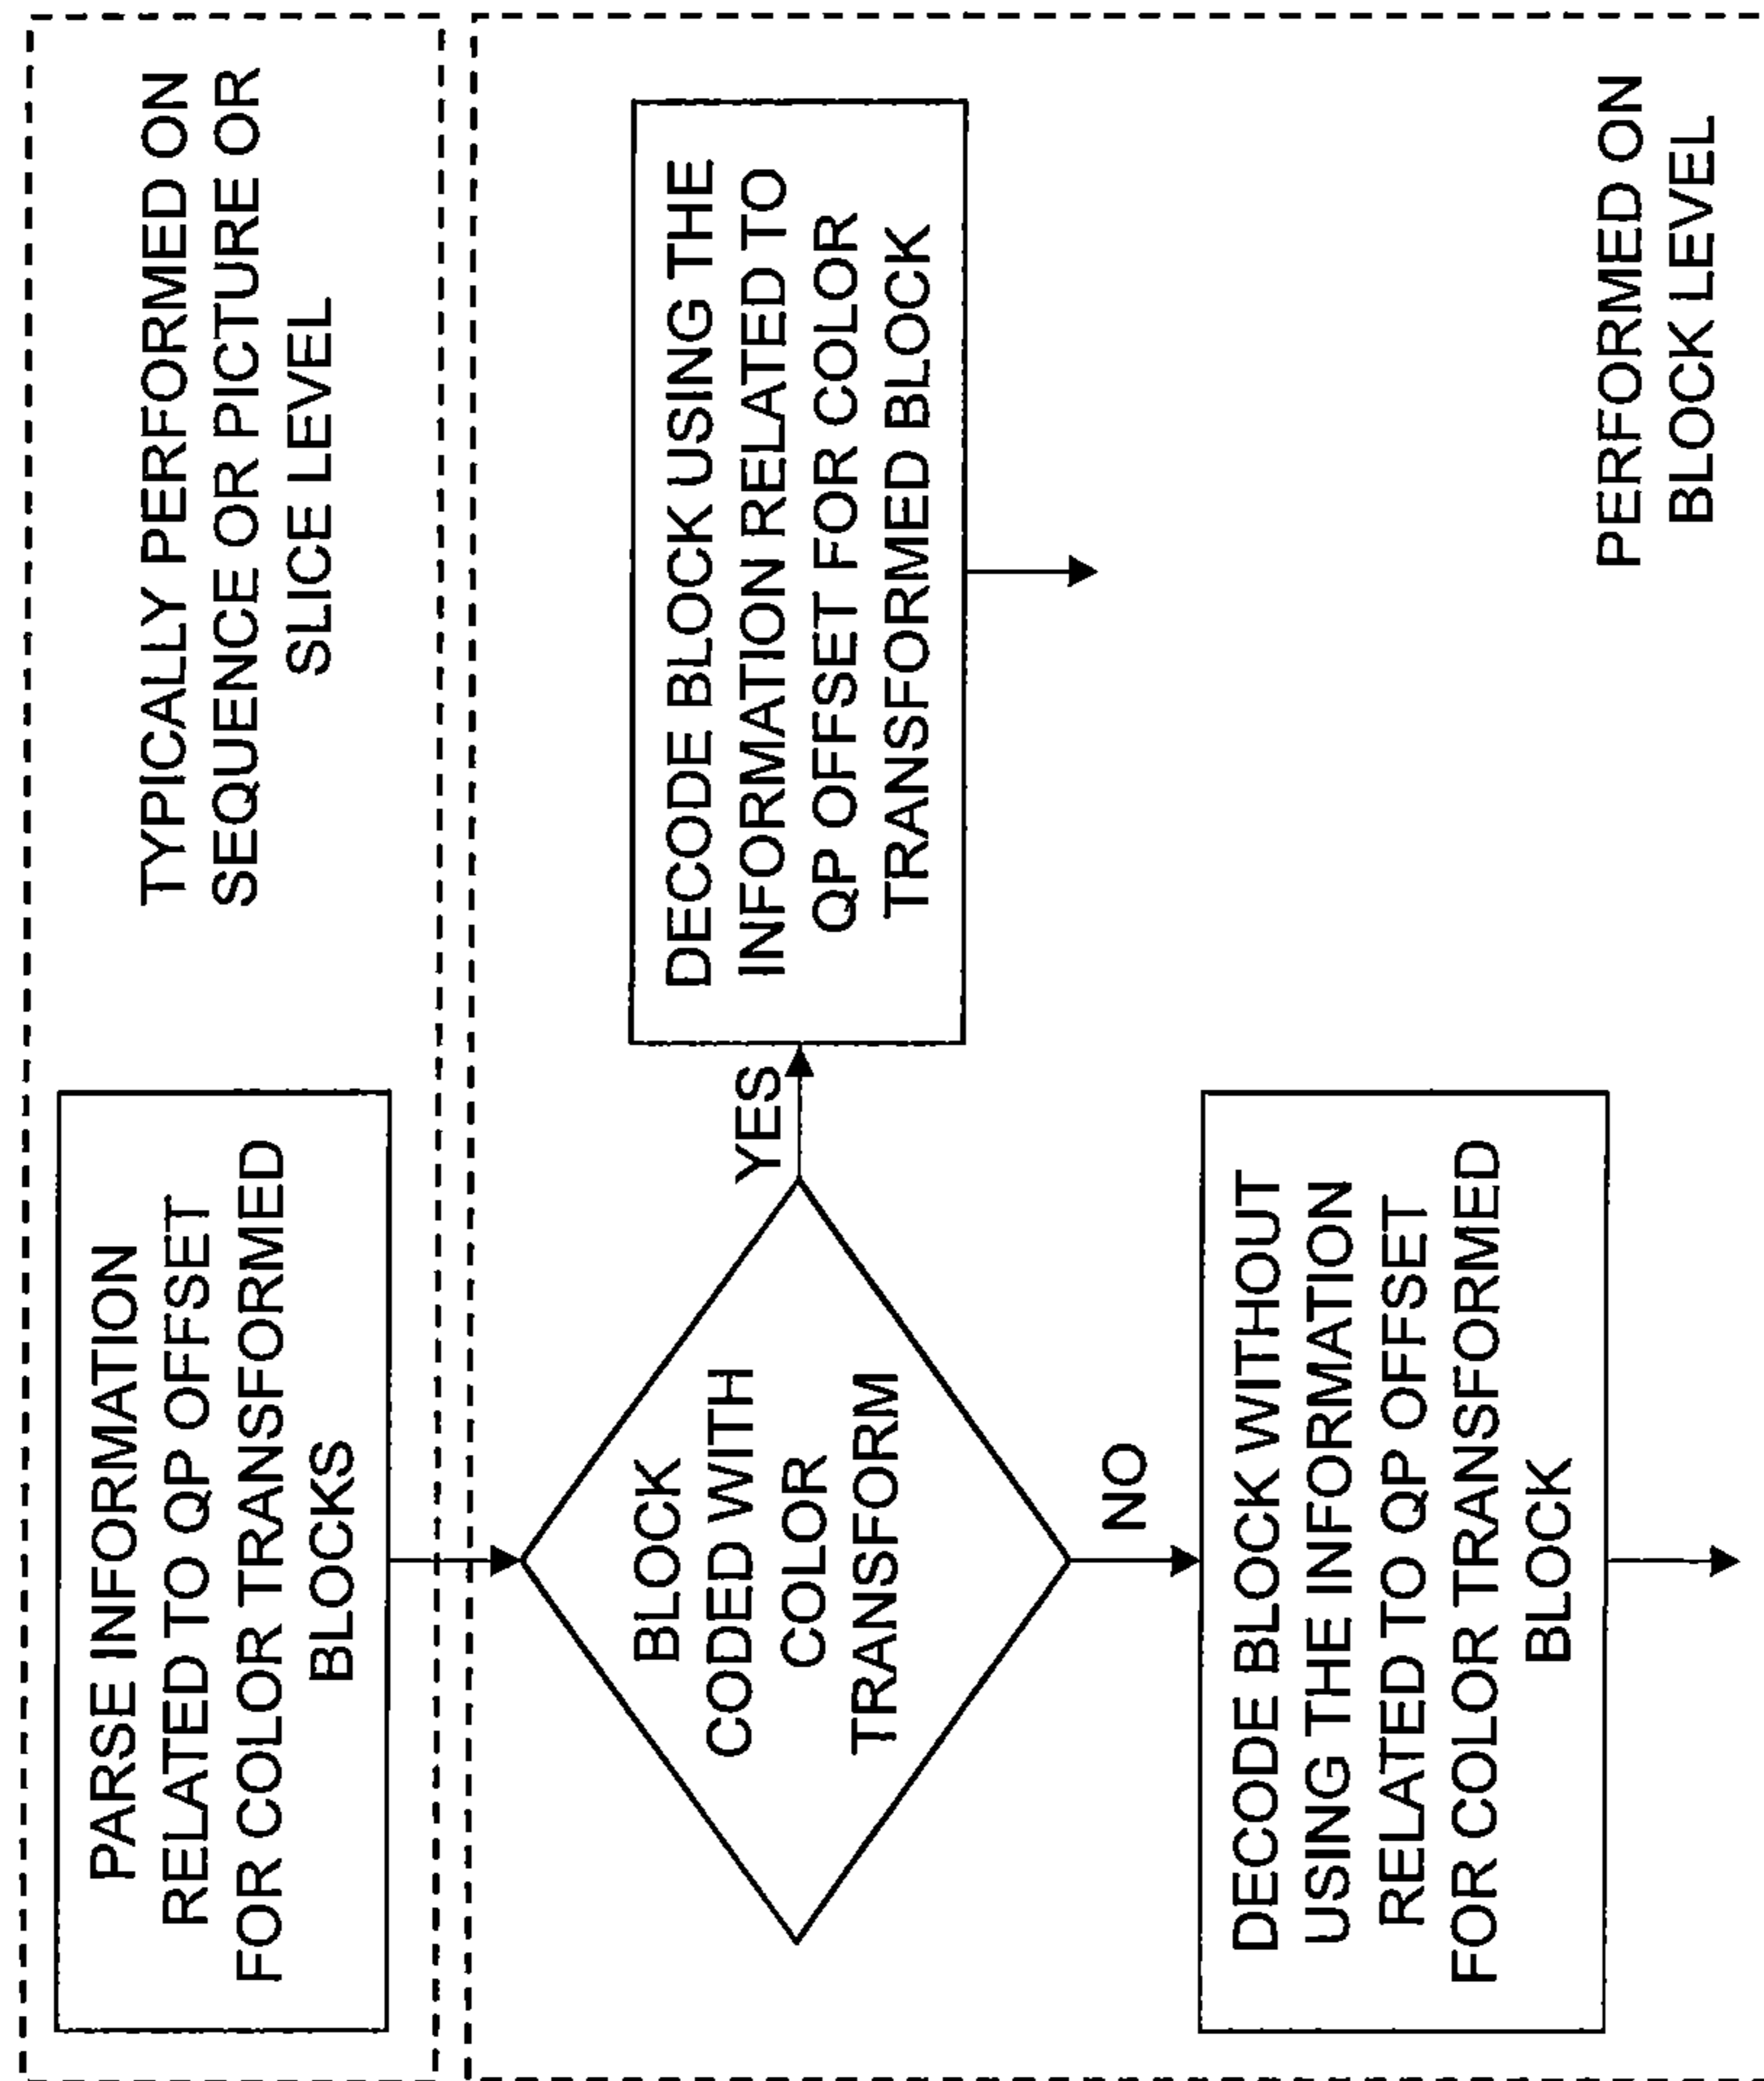 PARSE INFORMATION
RELATED TO QP OFFSET
FOR COLOR TRANSFORMED
BLOCKS
TYPICALLY PERFORMED ON
SEQUENCE OR PICTURE OR
SLICE LEVEL
BLOCK
CODED WITH
COLOR
TRANSFORM
YES
DECODE BLOCK USING THE
INFORMATION RELATED TO
QP OFFSET FOR COLOR
TRANSFORMED BLOCK
NO
DECODE BLOCK WITHOUT
USING THE INFORMATION
RELATED TO QP OFFSET
FOR COLOR TRANSFORMED
BLOCK
PERFORMED ON
BLOCK LEVEL